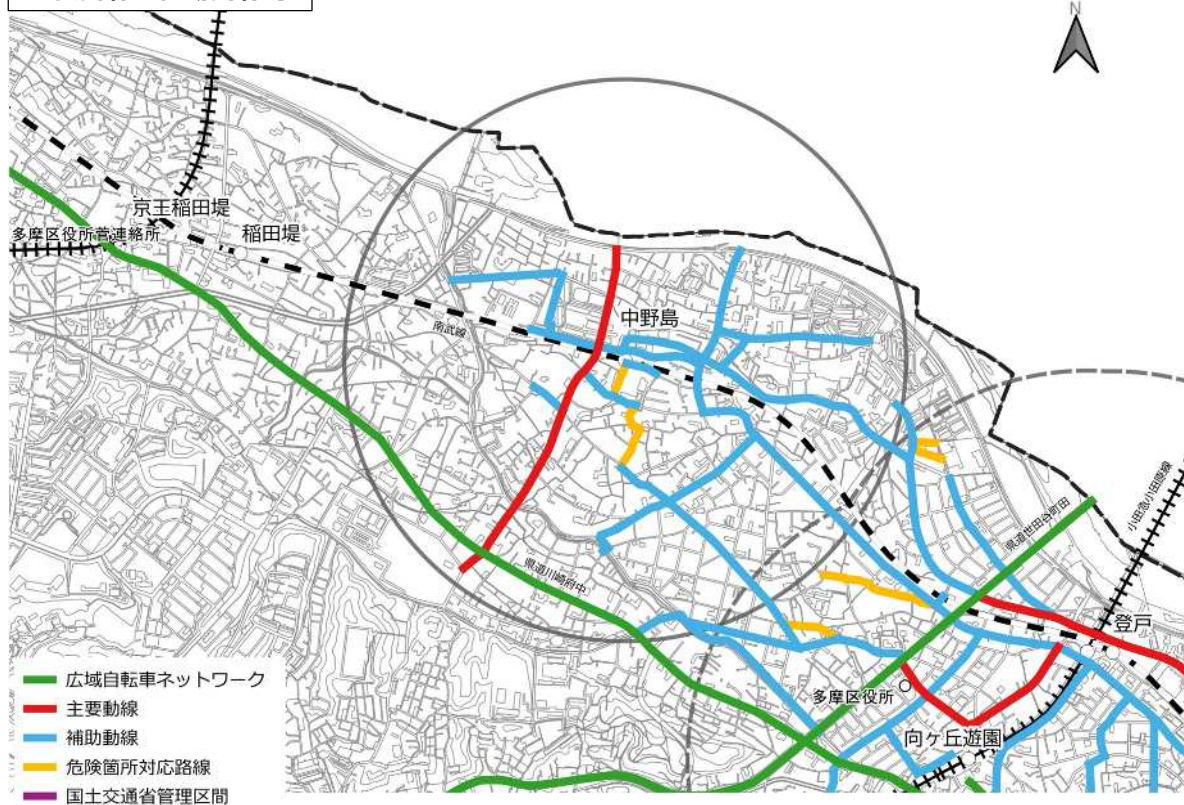 N
京王稲田堤
多摩区役所菅連絡所
稲田堤
南武線
中野島
小田急小田原線
県道世田谷町田
県道川崎府中
登戸
多摩区役所
向ヶ丘遊園
広域自転車ネットワーク
主要動線
補助動線
危険箇所対応路線
国土交通省管理区間